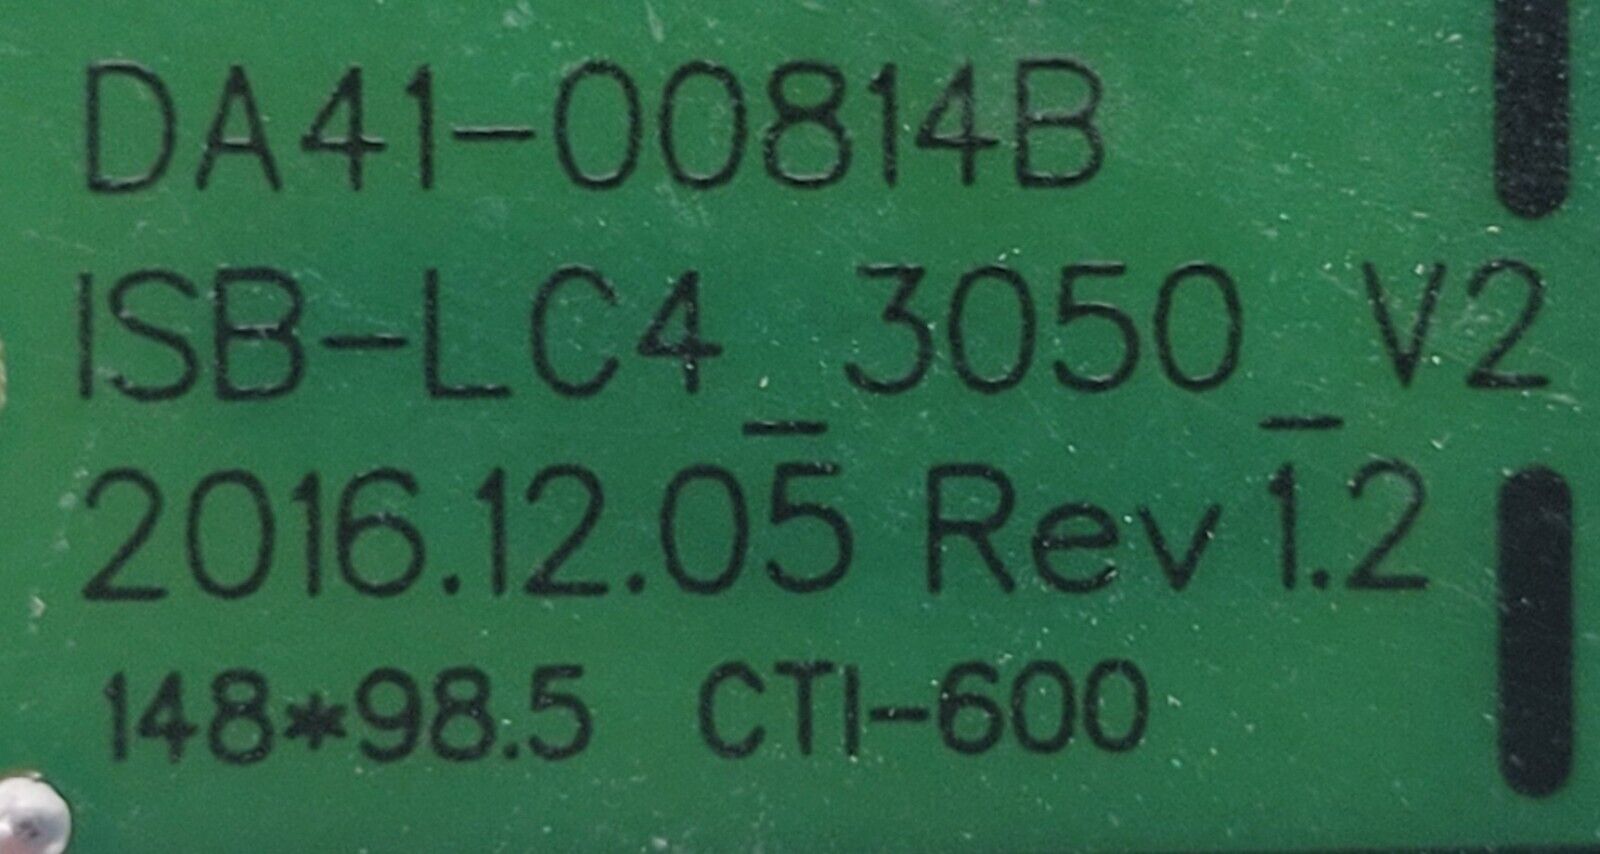 DA41-00814B
ISB-LC4_3050_V2
2016.12.05 Rev 1.2
148*98.5 CTI-600